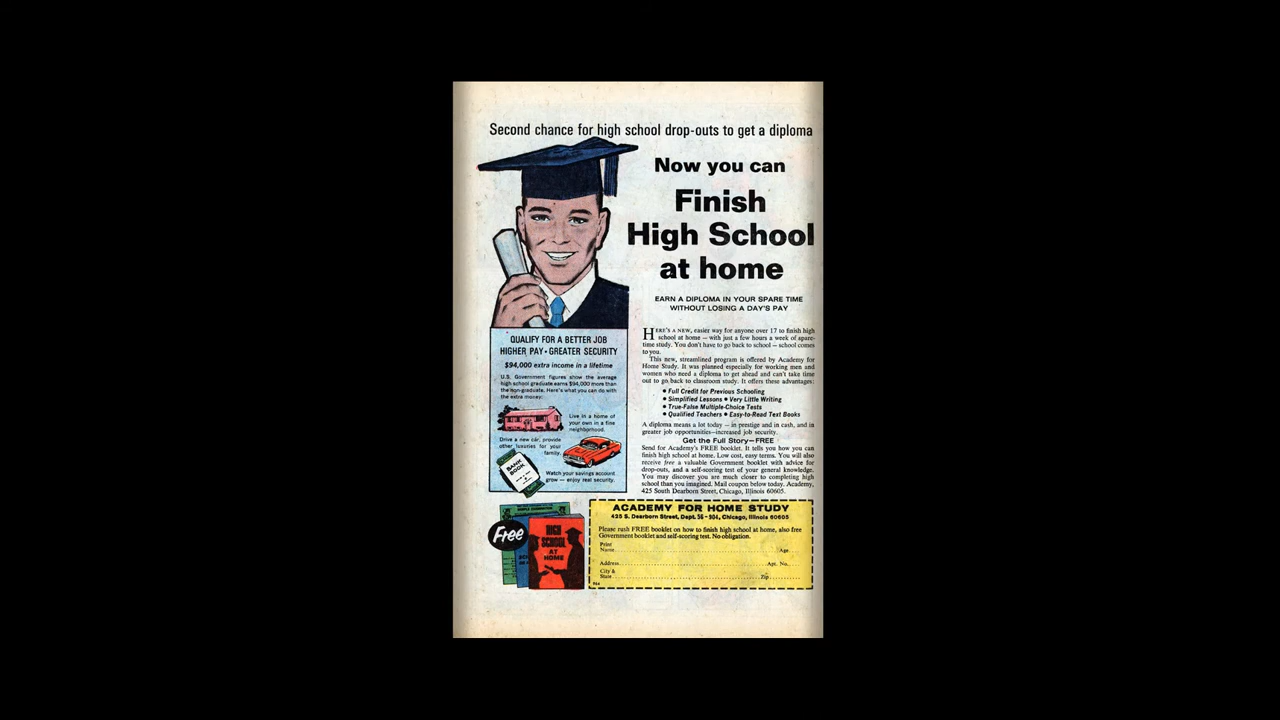 Second chance for high school drop-outs to get a diploma
Now you can
Finish
High School
at home
EARN A DIPLOMA IN YOUR SPARE TIME
WITHOUT LOSING A DAY'S PAY
QUALIFY FOR A BETTER JOB
HIGHER PAY • GREATER SECURITY
$94,000 extra income in a lifetime
U.S. Government figures show the average
high school graduate earns $94,000 more than
the non-graduate. Here's what you can do with
the extra money:
Live in a home of
your own in a fine
neighborhood.
Drive a new car, provide
other luxuries for your
family.
BANK
BOOK
Watch your savings account
grow — enjoy real security.
HERE'S A NEW, easier way for anyone over 17 to finish high
school at home — with just a few hours a week of spare-
time study. You don't have to go back to school — school comes
to you.
This new, streamlined program is offered by Academy for
Home Study. It was planned especially for working men and
women who need a diploma to get ahead and can't take time
out to go back to classroom study. It offers these advantages:
• Full Credit for Previous Schooling
• Simplified Lessons • Very Little Writing
• True-False Multiple-Choice Tests
• Qualified Teachers • Easy-to-Read Text Books
A diploma means a lot today — in prestige and in cash, and in
greater job opportunities—increased job security.
Get the Full Story—FREE
Send for Academy's FREE booklet. It tells you how you can
finish high school at home. Low cost, easy terms. You will also
receive free a valuable Government booklet with advice for
drop-outs, and a self-scoring test of your general knowledge.
You may discover you are much closer to completing high
school than you imagined. Mail coupon below today. Academy,
425 South Dearborn Street, Chicago, Illinois 60605.
Free
HIGH
SCHOOL
AT
HOME
ACADEMY FOR HOME STUDY
425 S. Dearborn Street, Dept. , Chicago, Illinois 60605
Please rush FREE booklet on how to finish high school at home, also free
Government booklet and self-scoring test. No obligation.
Print
Name Age
Address Apt. No.
City &
State Zip